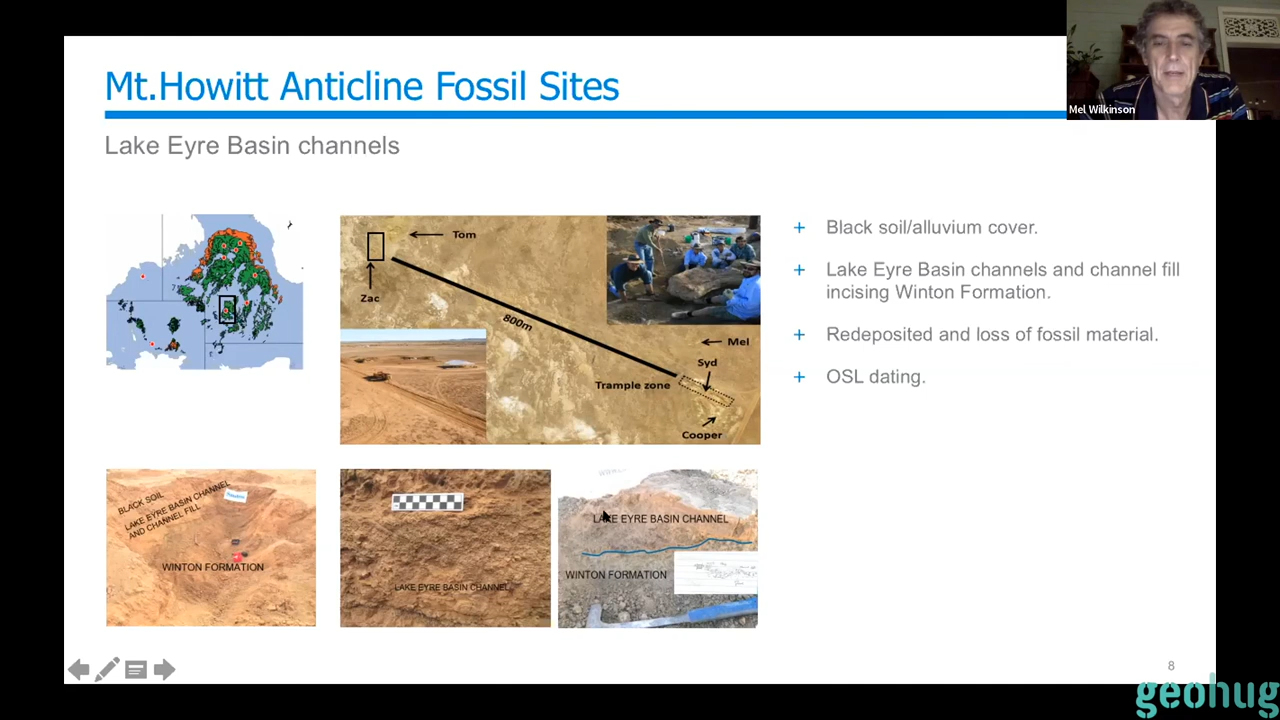 Mt.Howitt Anticline Fossil Sites
Mel Wilkinson
Lake Eyre Basin channels
Tom
Zac
800m
Mel
Syd
Trample zone
Cooper
+ Black soil/alluvium cover.
+ Lake Eyre Basin channels and channel fill
incising Winton Formation.
+ Redeposited and loss of fossil material.
+ OSL dating.
BLACK SOIL
LAKE EYRE BASIN CHANNEL
AND CHANNEL FILL
WINTON FORMATION
LAKE EYRE BASIN CHANNEL
LAKE EYRE BASIN CHANNEL
WINTON FORMATION
8
geohug